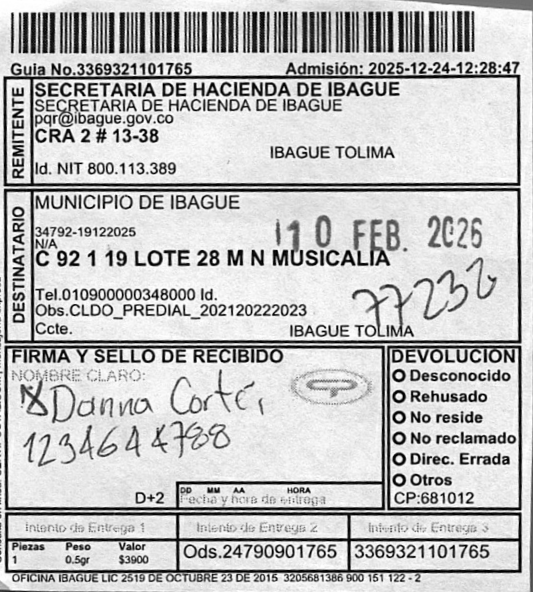 Guia No.3369321101765 Admisión: 2025-12-24-12:28:47
REMITENTE
SECRETARIA DE HACIENDA DE IBAGUE
SECRETARIA DE HACIENDA DE IBAGUE
pqr@ibague.gov.co
CRA 2 # 13-38
IBAGUE TOLIMA
Id. NIT 800.113.389
DESTINATARIO
MUNICIPIO DE IBAGUE
34792-19122025
N/A
10 FEB. 2026
C 92 1 19 LOTE 28 M N MUSICALIA
Tel.010900000348000 Id.
Obs.CLDO_PREDIAL_202120222023
77232
Ccte. IBAGUE TOLIMA
FIRMA Y SELLO DE RECIBIDO
NOMBRE CLARO:
Danna Cortés
1234644788
D+2
DD MM AA HORA
Fecha y hora de entrega
DEVOLUCION
Desconocido
Rehusado
No reside
No reclamado
Direc. Errada
Otros
CP:681012
Intento de Entrega 1 Intento de Entrega 2 Intento de Entrega 3
Piezas Peso Valor
1 0.5gr $3900
Ods.24790901765 3369321101765
OFICINA IBAGUE LIC 2519 DE OCTUBRE 23 DE 2015 3205681386 900 151 122 - 2